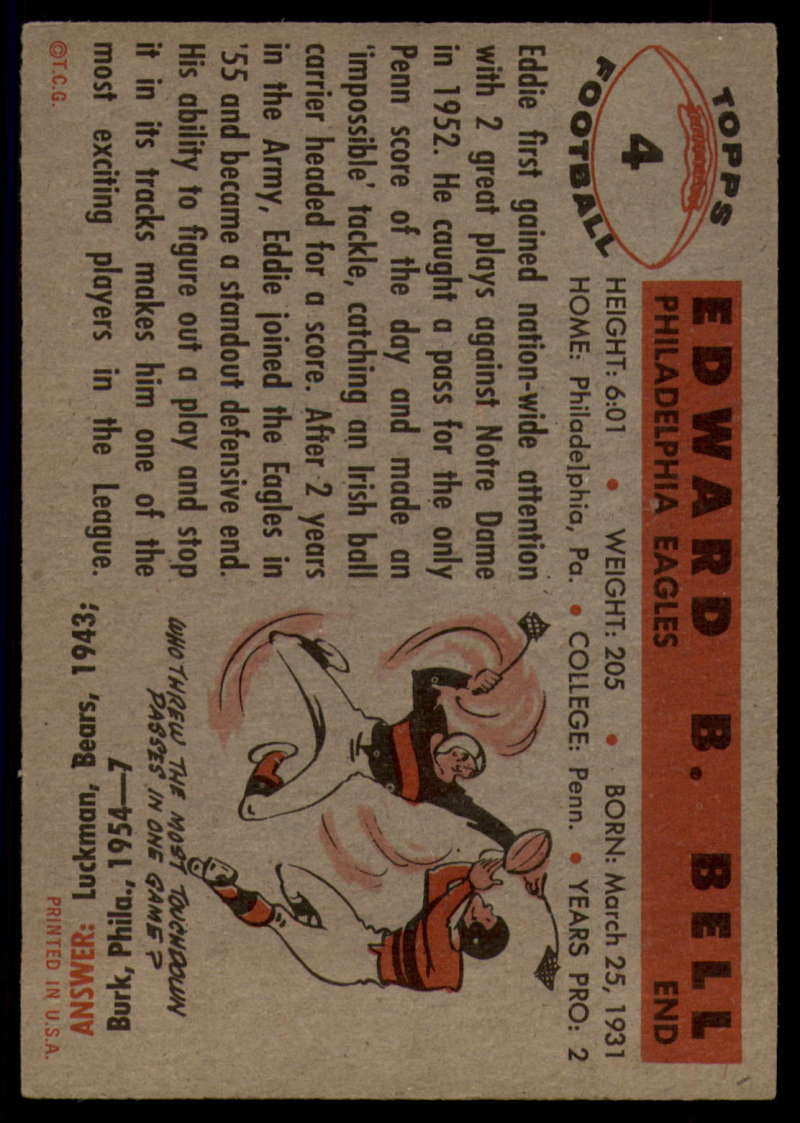 TOPPS
4
FOOTBALL
EDWARD B. BELL
PHILADELPHIA EAGLES END
HEIGHT: 6:01 • WEIGHT: 205 • BORN: March 25, 1931
HOME: Philadelphia, Pa. • COLLEGE: Penn. • YEARS PRO: 2
Eddie first gained nation-wide attention
with 2 great plays against Notre Dame
in 1952. He caught a pass for the only
Penn score of the day and made an
'impossible' tackle, catching an Irish ball
carrier headed for a score. After 2 years
in the Army, Eddie joined the Eagles in
'55 and became a standout defensive end.
His ability to figure out a play and stop
it in its tracks makes him one of the
most exciting players in the League.
©T.C.G.
WHO THREW THE MOST TOUCHDOWN
PASSES IN ONE GAME?
ANSWER: Luckman, Bears, 1943;
Burk, Phila., 1954—7
PRINTED IN U.S.A.